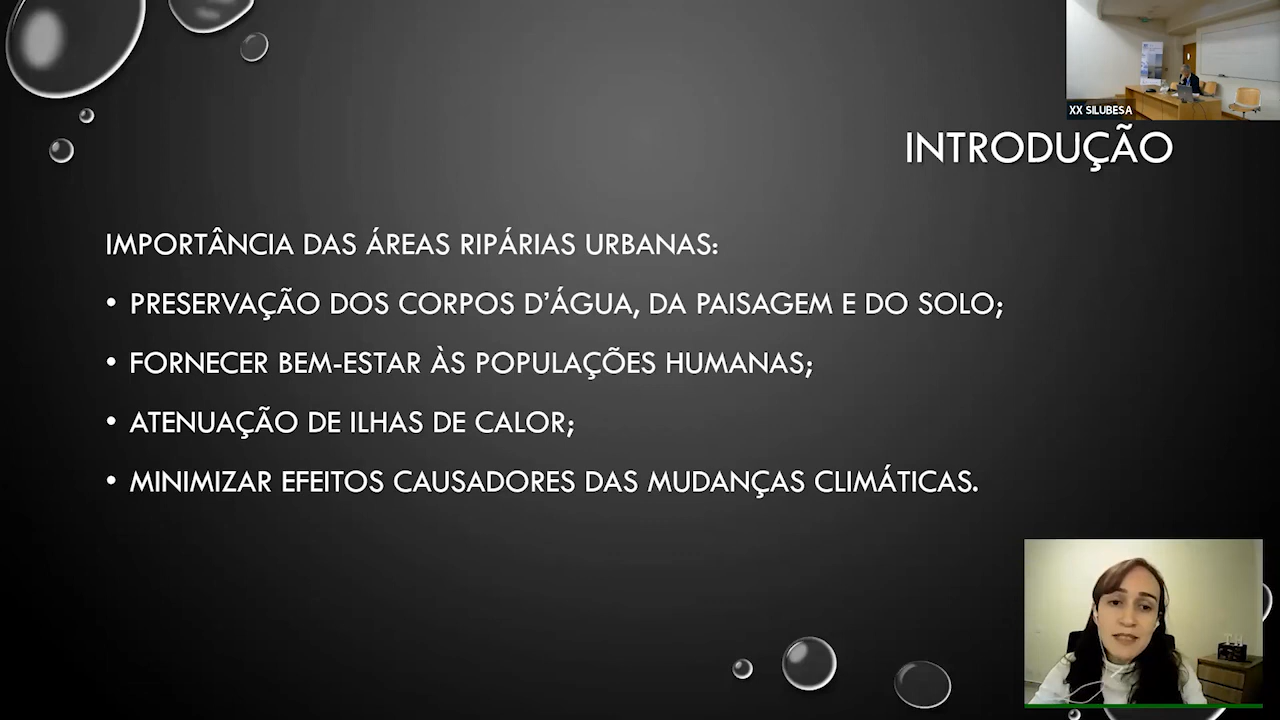 XX SILUBESA
INTRODUÇÃO
IMPORTÂNCIA DAS ÁREAS RIPÁRIAS URBANAS:
• PRESERVAÇÃO DOS CORPOS D'ÁGUA, DA PAISAGEM E DO SOLO;
• FORNECER BEM-ESTAR ÀS POPULAÇÕES HUMANAS;
• ATENUAÇÃO DE ILHAS DE CALOR;
• MINIMIZAR EFEITOS CAUSADORES DAS MUDANÇAS CLIMÁTICAS.